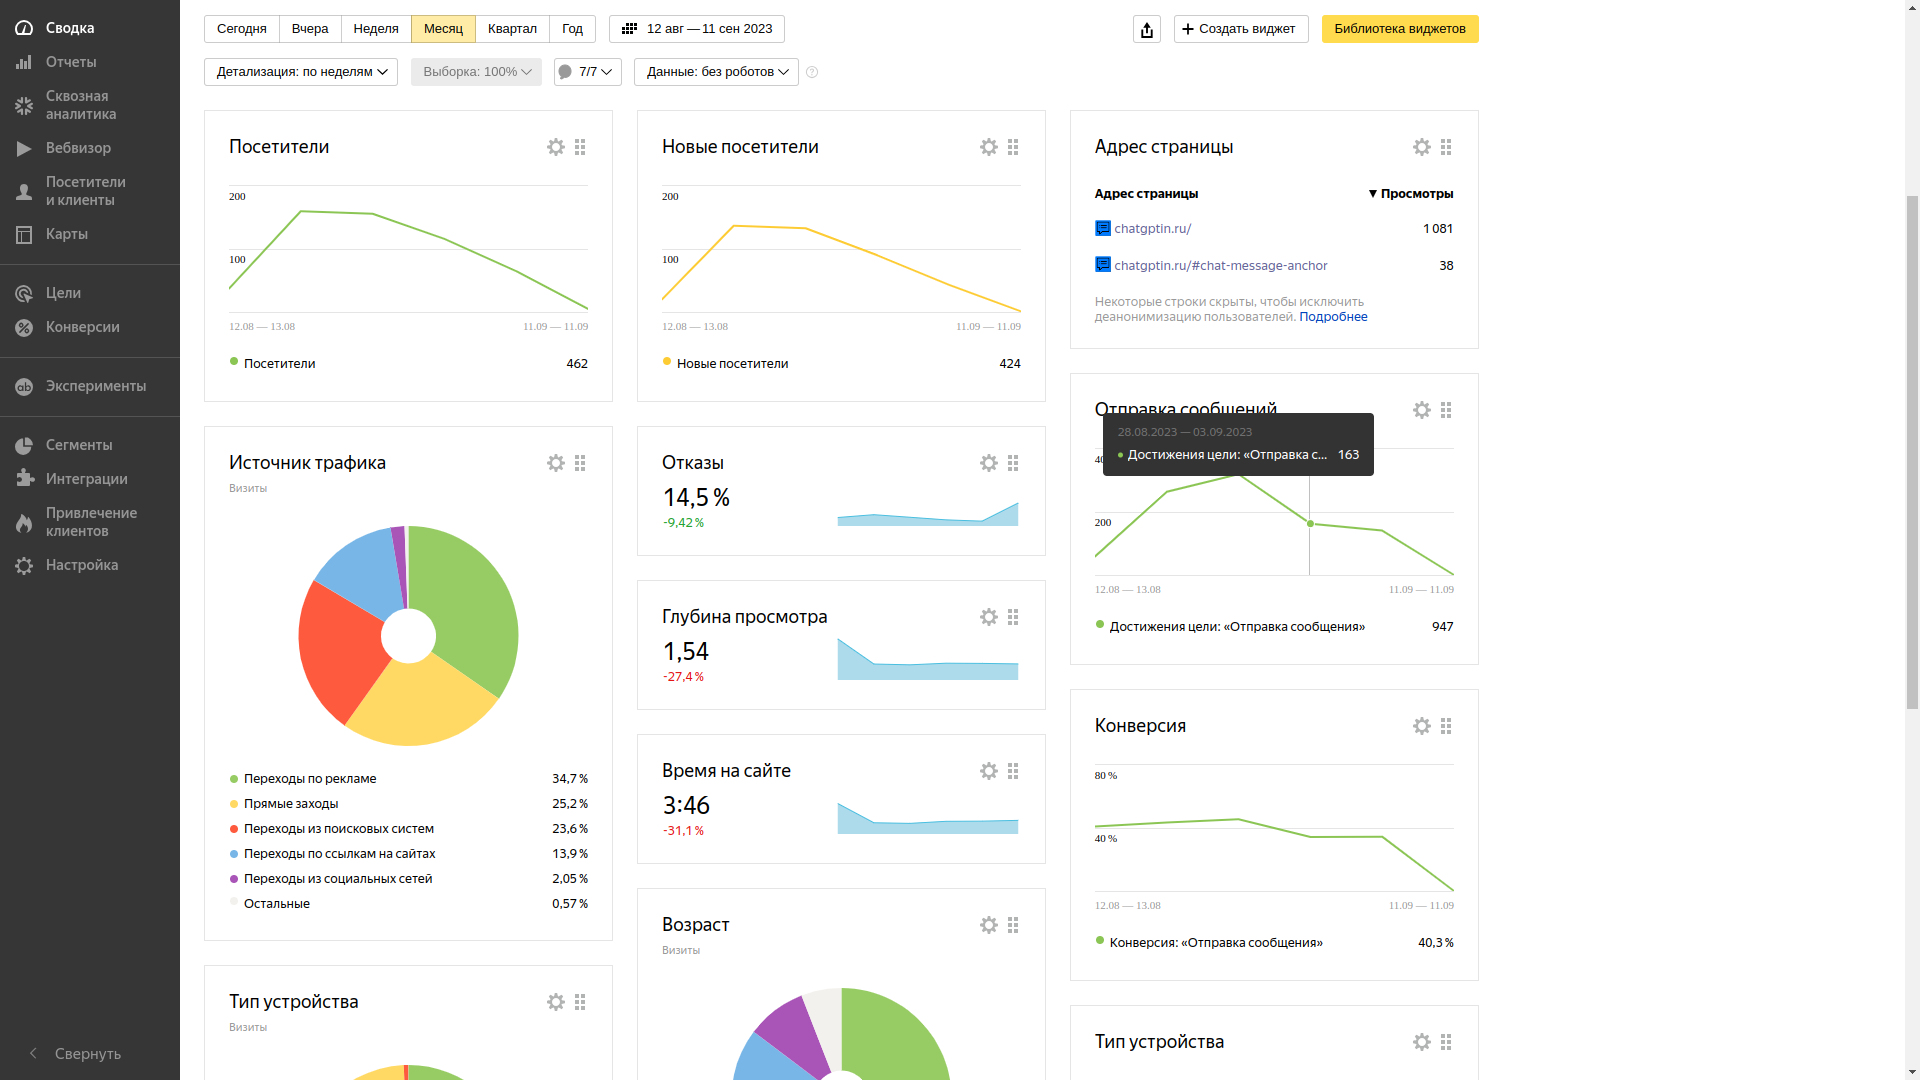 Сводка
Отчеты
Сквозная
аналитика
Вебвизор
Посетители
и клиенты
Карты
Цели
Конверсии
Эксперименты
Сегменты
Интеграции
Привлечение
клиентов
Настройка
Свернуть
Сегодня Вчера Неделя Месяц Квартал Год 12 авг — 11 сен 2023 Создать виджет Библиотека виджетов
Детализация: по неделям Выборка: 100% 7/7 Данные: без роботов ?
Посетители
200
100
12.08 — 13.08 11.09 — 11.09
Посетители 462
Источник трафика
Визиты
Переходы по рекламе 34,7 %
Прямые заходы 25,2 %
Переходы из поисковых систем 23,6 %
Переходы по ссылкам на сайтах 13,9 %
Переходы из социальных сетей 2,05 %
Остальные 0,57 %
Тип устройства
Визиты
Новые посетители
200
100
12.08 — 13.08 11.09 — 11.09
Новые посетители 424
Отказы
14,5 %
-9,42 %
Глубина просмотра
1,54
-27,4 %
Время на сайте
3:46
-31,1 %
Возраст
Визиты
Адрес страницы
Адрес страницы ▼ Просмотры
chatgptin.ru/ 1 081
chatgptin.ru/#chat-message-anchor 38
Некоторые строки скрыты, чтобы исключить
деанонимизацию пользователей. Подробнее
Отправка сообщений
28.08.2023 — 03.09.2023
Достижения цели: «Отправка с... 163
200
12.08 — 13.08 11.09 — 11.09
Достижения цели: «Отправка сообщения» 947
Конверсия
80 %
40 %
12.08 — 13.08 11.09 — 11.09
Конверсия: «Отправка сообщения» 40,3 %
Тип устройства